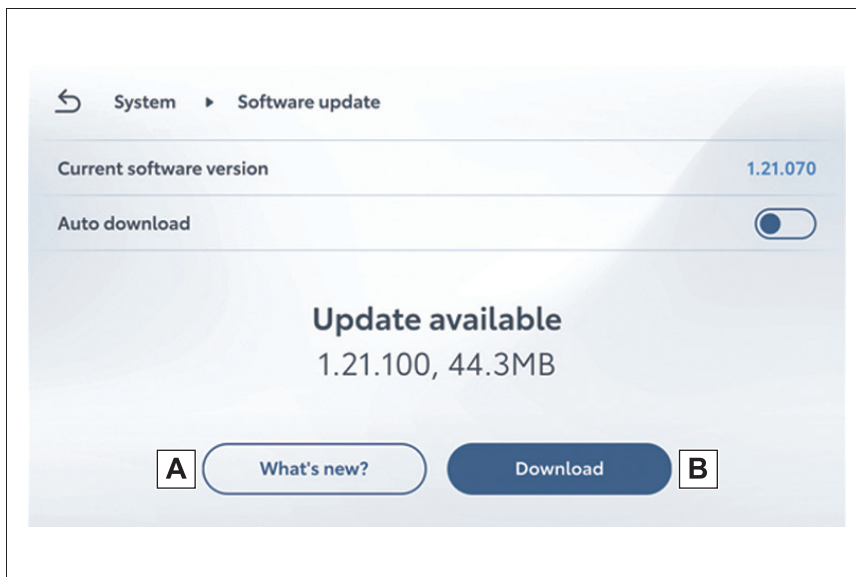 System ▸ Software update
Current software version 1.21.070
Auto download
Update available
1.21.100, 44.3MB
A What's new? Download B